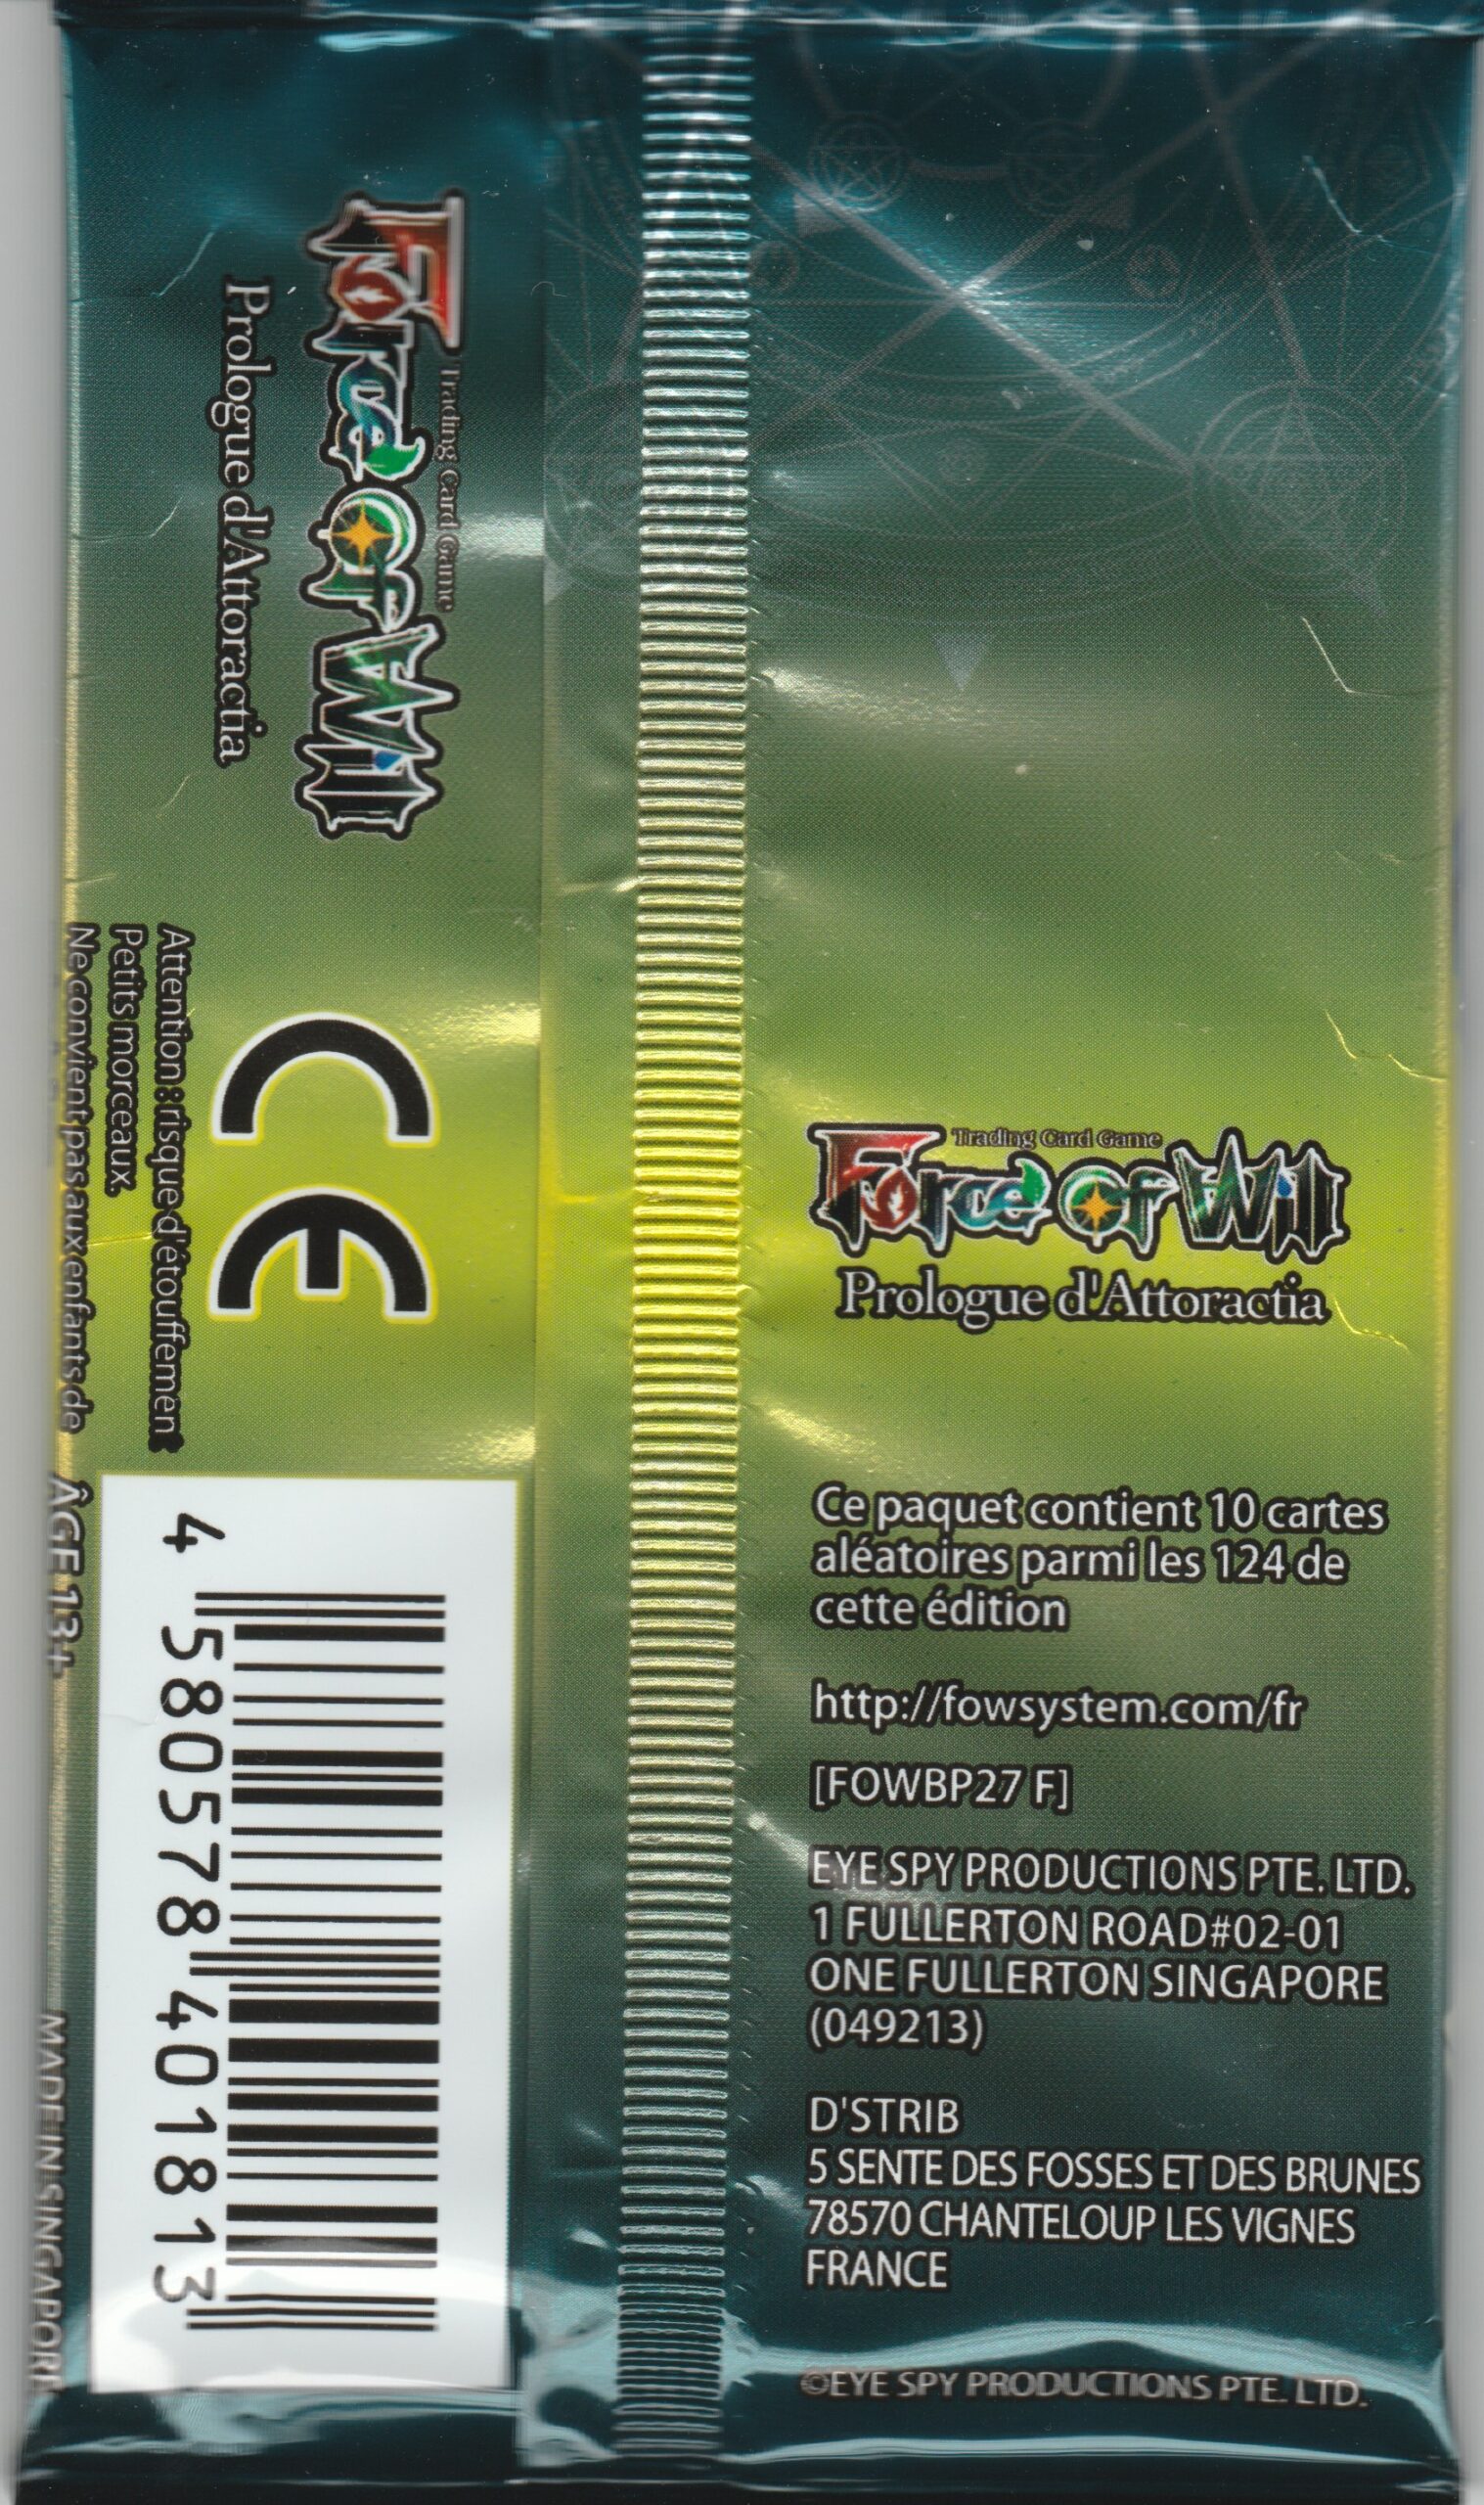 Trading Card Game
Force Of Will
Prologue d'Attoractia
Attention : risque d'étouffemen
Petits morceaux.
Ne convient pas aux enfants de
ÂGE 13+
MADE IN SINGAPORE
CE
4 580578 401813
Trading Card Game
Force Of Will
Prologue d'Attoractia
Ce paquet contient 10 cartes
aléatoires parmi les 124 de
cette édition
http://fowsystem.com/fr
[FOWBP27 F]
EYE SPY PRODUCTIONS PTE. LTD.
1 FULLERTON ROAD#02-01
ONE FULLERTON SINGAPORE
(049213)
D'STRIB
5 SENTE DES FOSSES ET DES BRUNES
78570 CHANTELOUP LES VIGNES
FRANCE
©EYE SPY PRODUCTIONS PTE. LTD.